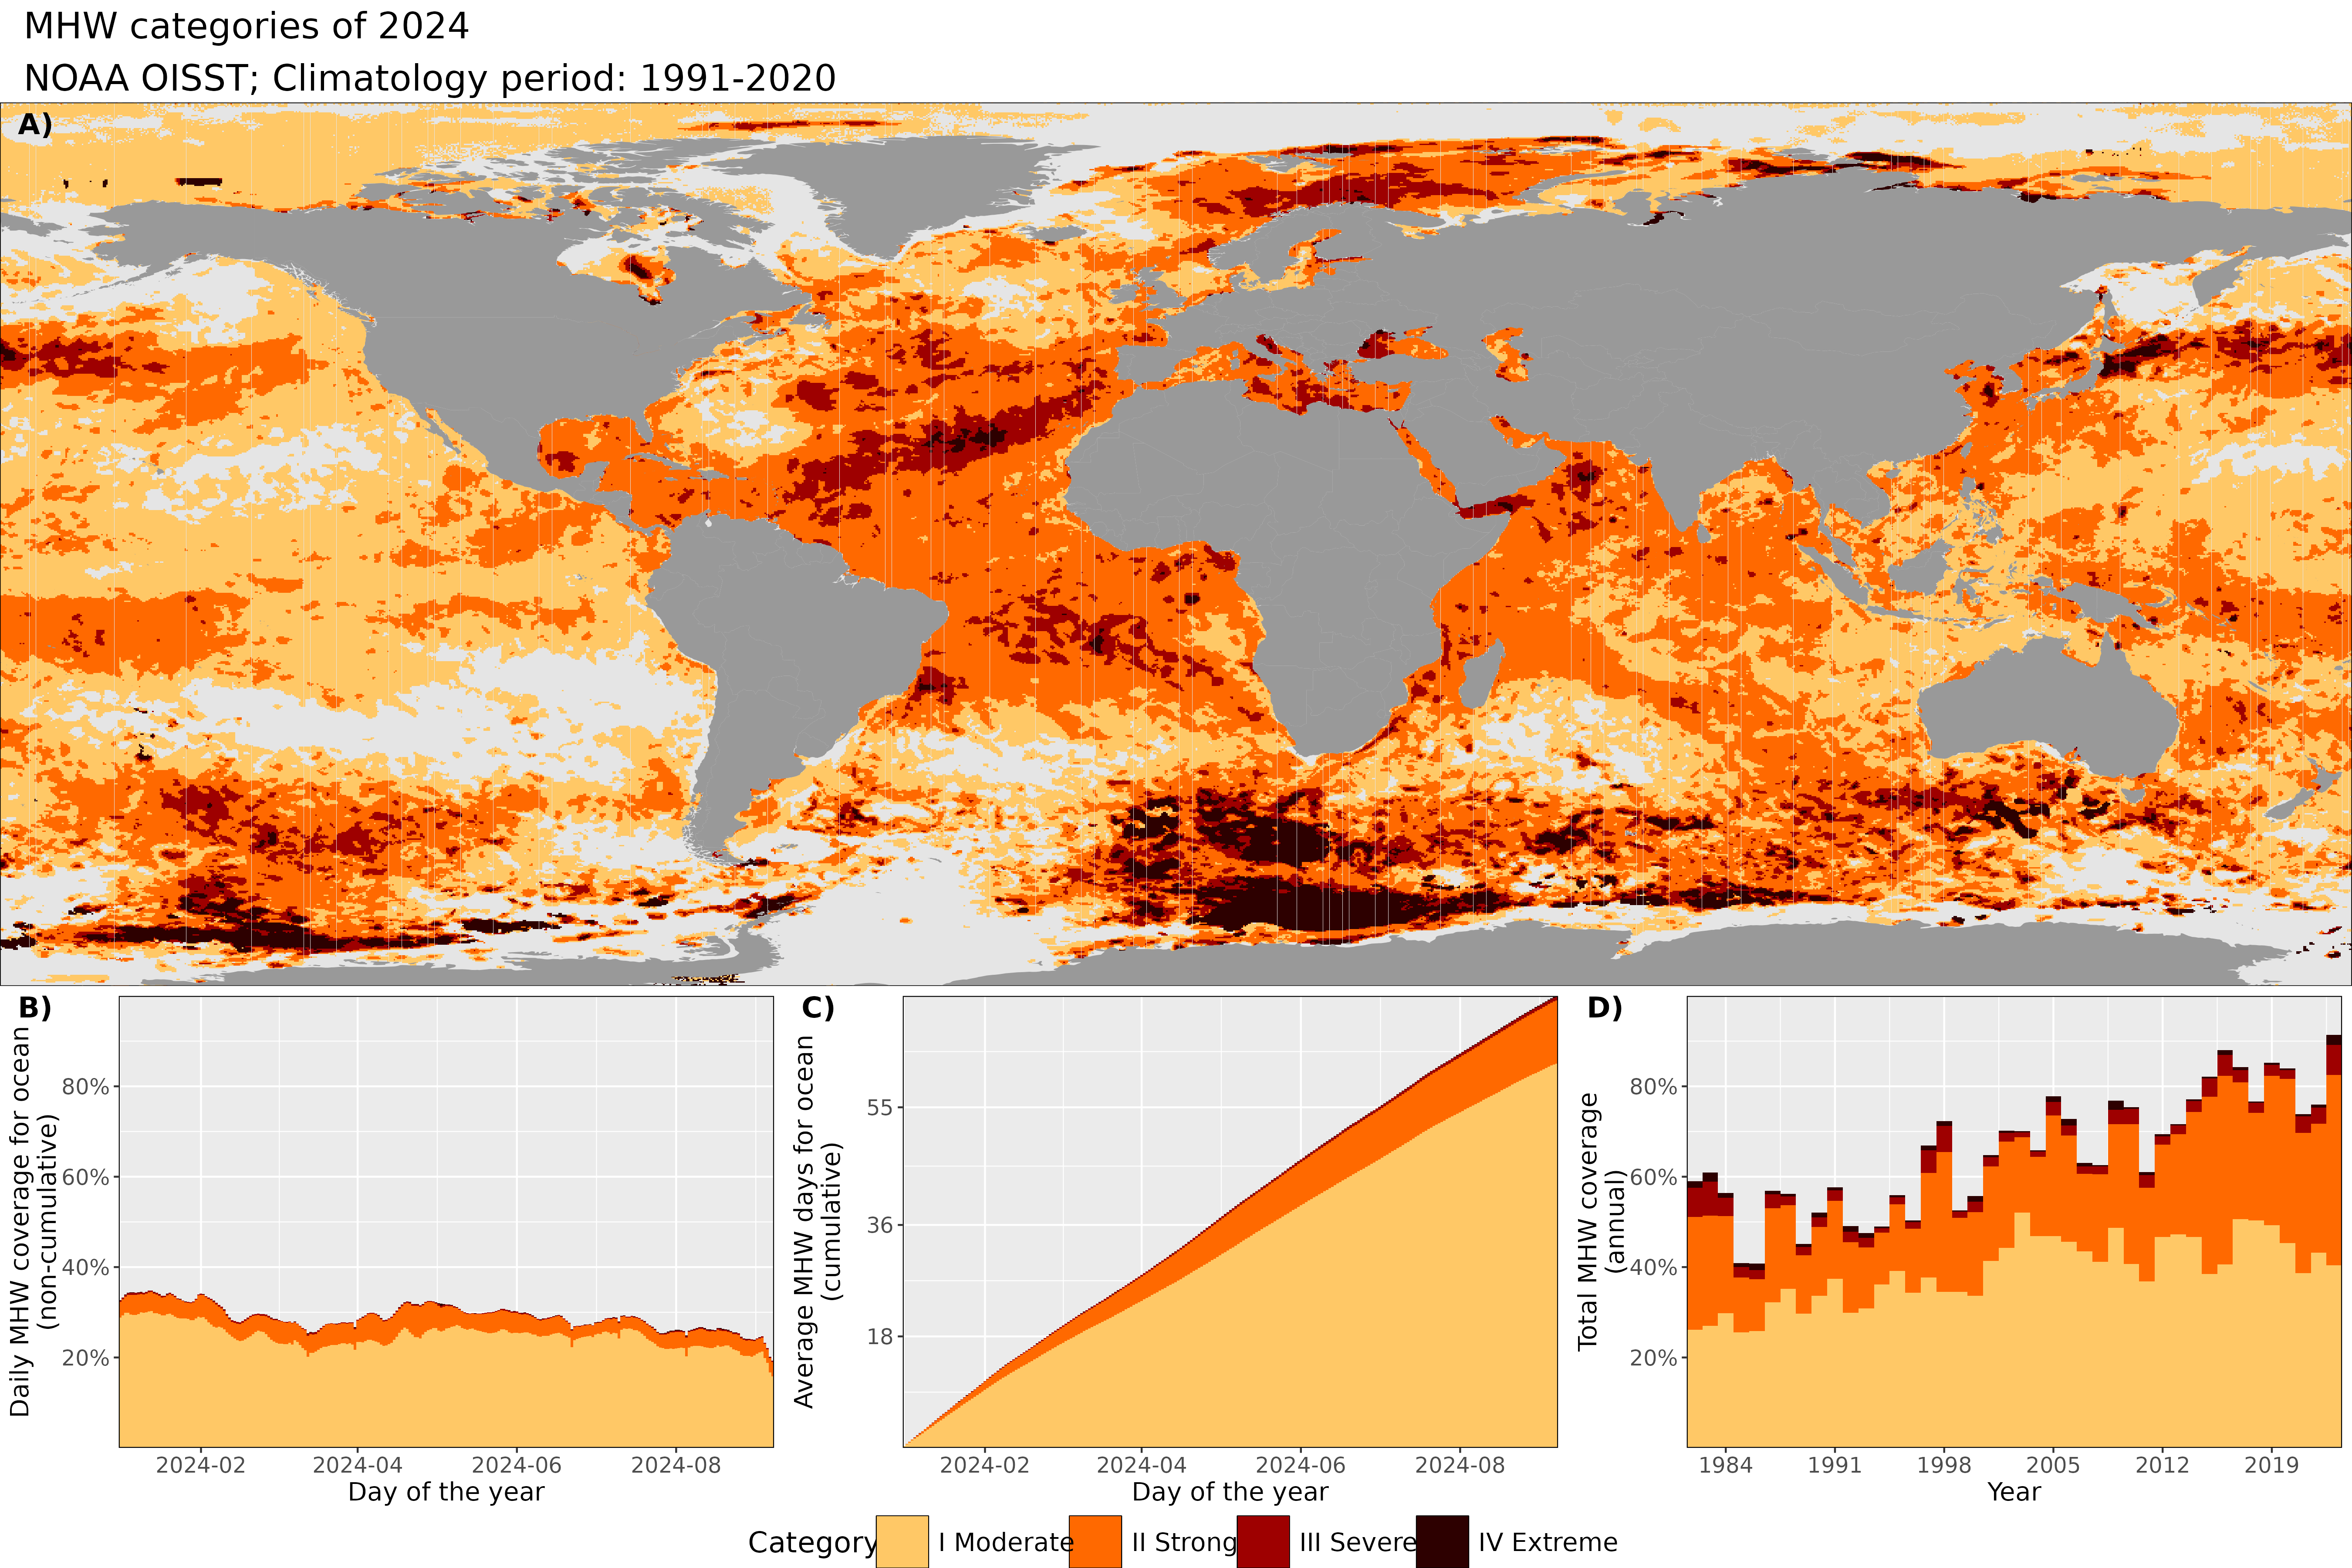 MHW categories of 2024
NOAA OISST; Climatology period: 1991-2020
A)
B)
Daily MHW coverage for ocean
(non-cumulative)
80%
60%
40%
20%
2024-02 2024-04 2024-06 2024-08
Day of the year
C)
Average MHW days for ocean
(cumulative)
55
36
18
2024-02 2024-04 2024-06 2024-08
Day of the year
D)
Total MHW coverage
(annual)
80%
60%
40%
20%
1984 1991 1998 2005 2012 2019
Year
Category I Moderate II Strong III Severe IV Extreme